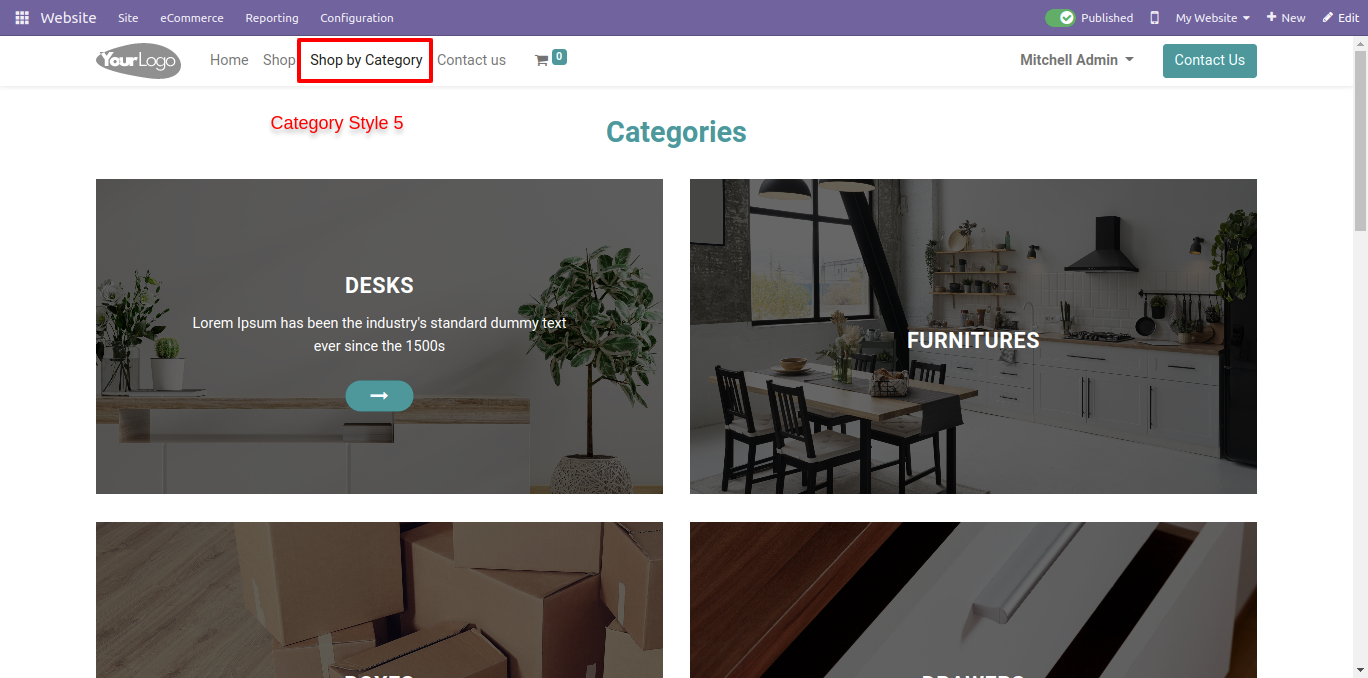 Website Site eCommerce Reporting Configuration Published My Website New Edit
YourLogo Home Shop Shop by Category Contact us 0 Mitchell Admin Contact Us
Category Style 5
Categories
DESKS
Lorem Ipsum has been the industry's standard dummy text
ever since the 1500s
FURNITURES
BOXES
DRAWERS